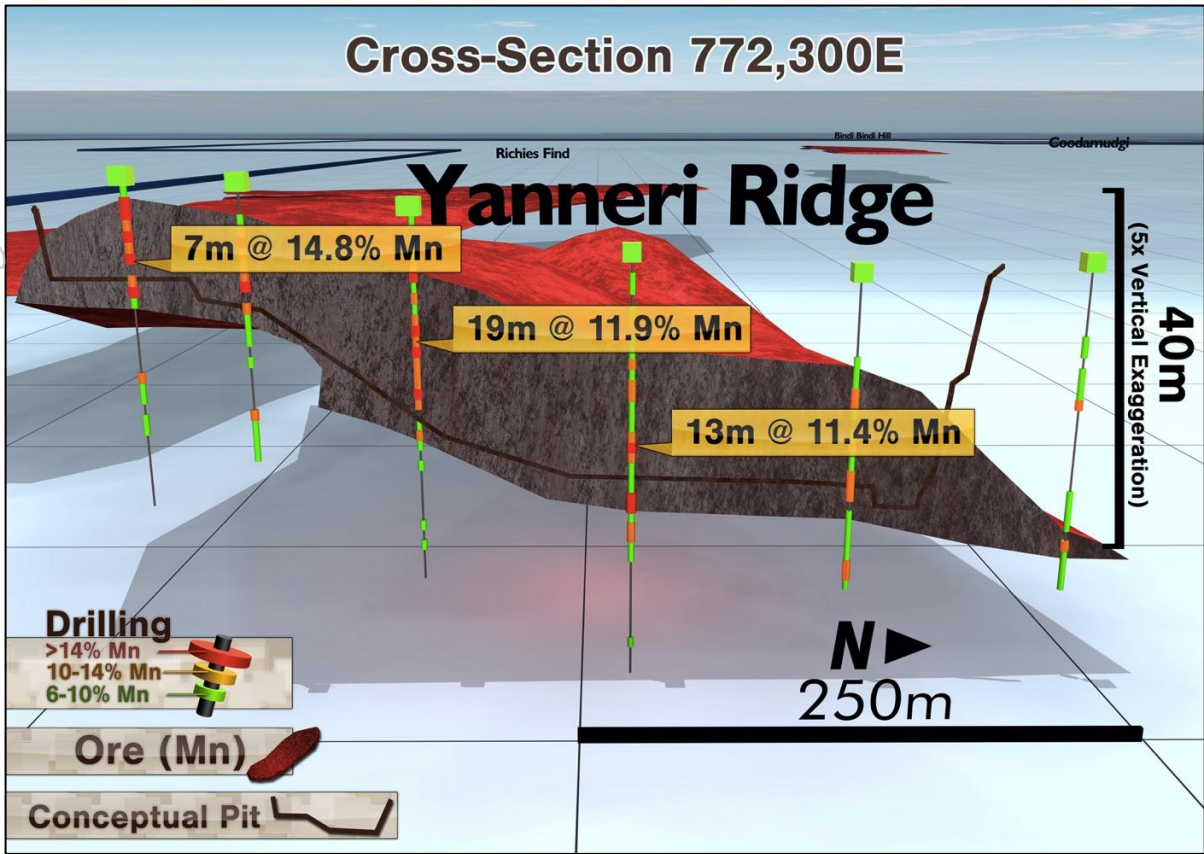 Cross-Section 772,300E
Bindi Bindi Hill
Goodamudgi
Richies Find
Yanneri Ridge
7m @ 14.8% Mn
19m @ 11.9% Mn
13m @ 11.4% Mn
40m
(5x Vertical Exaggeration)
Drilling
>14% Mn
10-14% Mn
6-10% Mn
N
250m
Ore (Mn)
Conceptual Pit